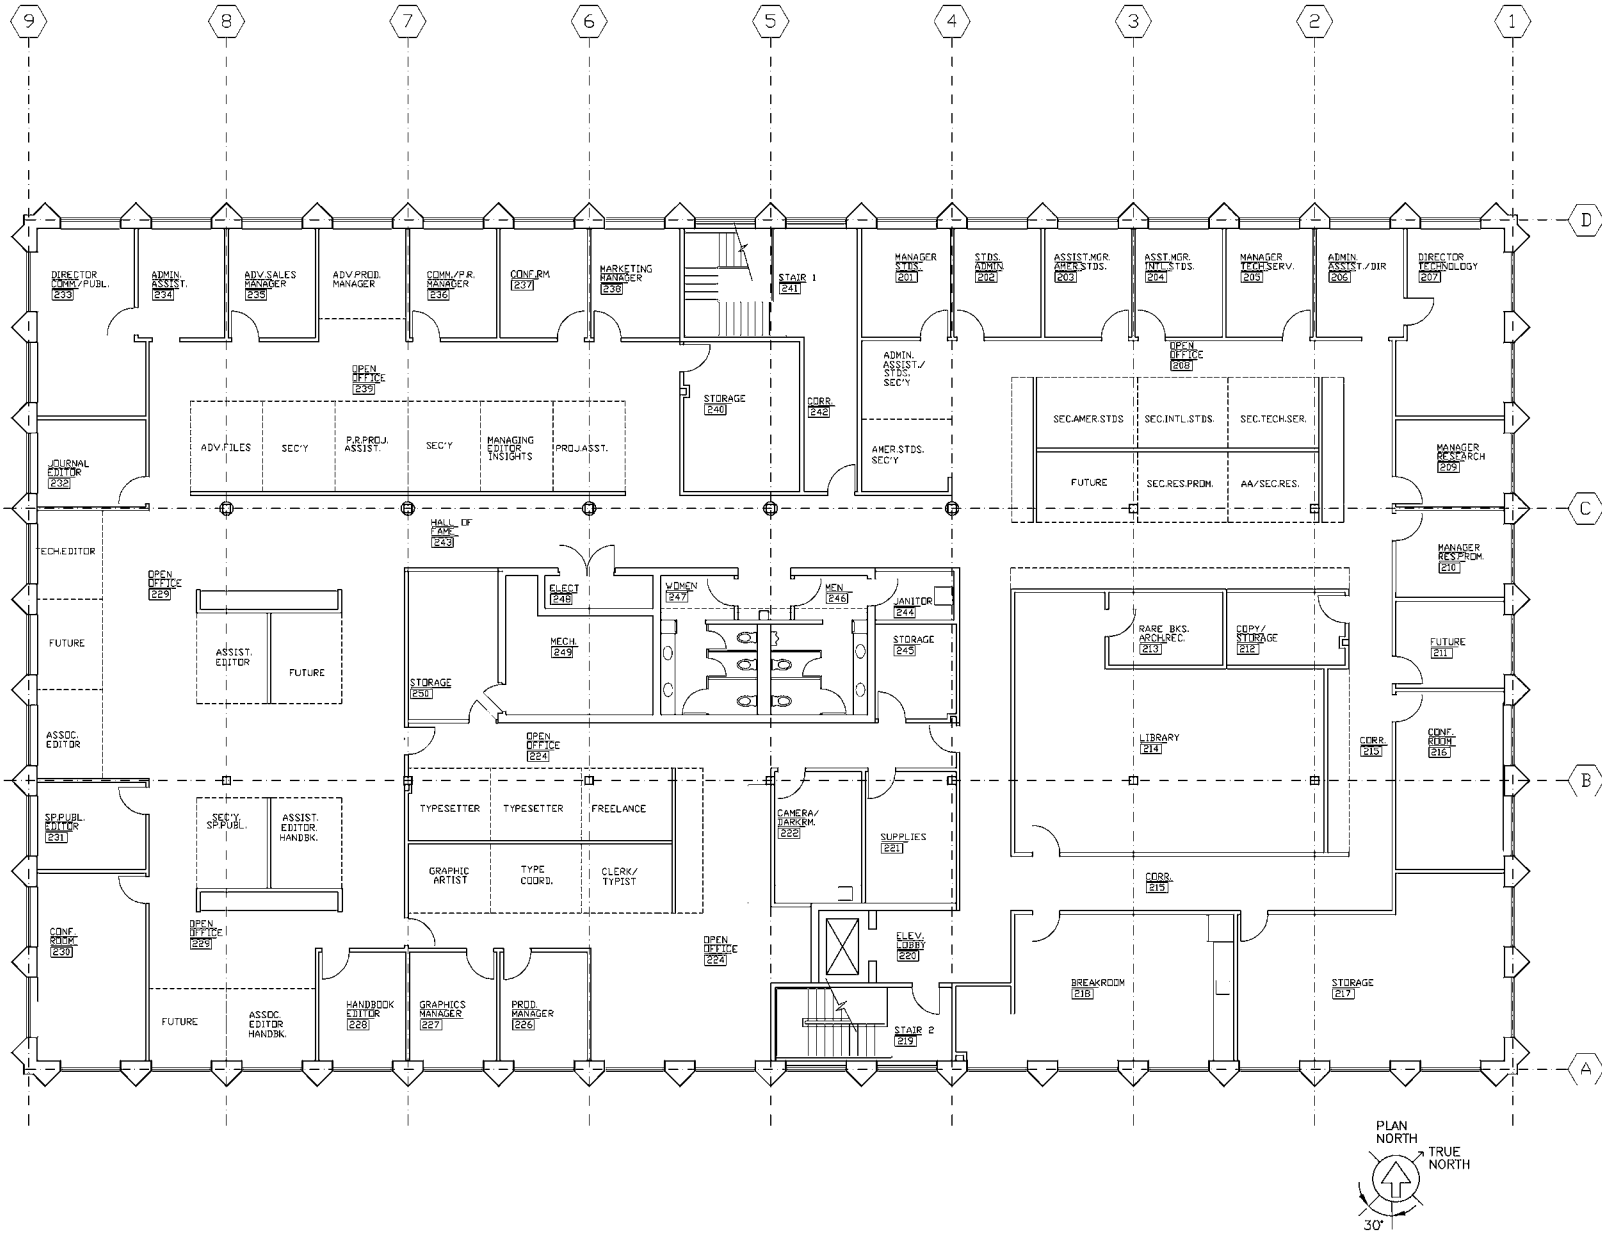 9
8
7
6
5
4
3
2
1
D
DIRECTOR
COMM./PUBL.
233
ADMIN.
ASSIST.
234
ADV.SALES
MANAGER
235
ADV.PROD.
MANAGER
COMM./P.R.
MANAGER
236
CONF.RM
237
MARKETING
MANAGER
238
STAIR 1
241
MANAGER
STDS.
201
STDS.
ADMIN.
202
ASSIST.MGR.
AMER.STDS.
203
ASST.MGR.
INTL.STDS.
204
MANAGER
TECH.SERV.
205
ADMIN.
ASSIST./DIR
206
DIRECTOR
TECHNOLOGY
207
OPEN
OFFICE
239
STORAGE
240
CORR.
242
ADMIN.
ASSIST./
STDS.
SEC'Y
OPEN
OFFICE
208
ADV.FILES
SEC'Y
P.R.PROJ.
ASSIST.
SEC'Y
MANAGING
EDITOR
INSIGHTS
PROJ.ASST.
AMER.STDS.
SEC'Y
SEC.AMER.STDS
SEC.INTL.STDS.
SEC.TECH.SER.
FUTURE
SEC.RES.PROM.
AA/SEC.RES.
MANAGER
RESEARCH
209
JOURNAL
EDITOR
232
C
HALL OF
FAME
243
TECH.EDITOR
OPEN
OFFICE
229
MANAGER
RES.PROM.
210
ELECT
248
WOMEN
247
MEN
246
JANITOR
244
FUTURE
ASSIST.
EDITOR
FUTURE
MECH.
249
STORAGE
245
RARE BKS.
ARCH.REC.
213
COPY/
STORAGE
212
FUTURE
211
STORAGE
250
ASSOC.
EDITOR
OPEN
OFFICE
224
LIBRARY
214
CORR.
215
CONF.
ROOM
216
B
SP.PUBL.
EDITOR
231
SEC'Y.
SP.PUBL.
ASSIST.
EDITOR.
HANDBK.
TYPESETTER
TYPESETTER
FREELANCE
CAMERA/
DARKRM.
222
SUPPLIES
221
GRAPHIC
ARTIST
TYPE
COORD.
CLERK/
TYPIST
CORR.
215
CONF.
ROOM
230
OPEN
OFFICE
229
OPEN
OFFICE
224
ELEV.
LOBBY
220
BREAKROOM
218
STORAGE
217
FUTURE
ASSOC.
EDITOR
HANDBK.
HANDBOOK
EDITOR
228
GRAPHICS
MANAGER
227
PROD.
MANAGER
226
STAIR 2
219
A
PLAN
NORTH
TRUE
NORTH
30°